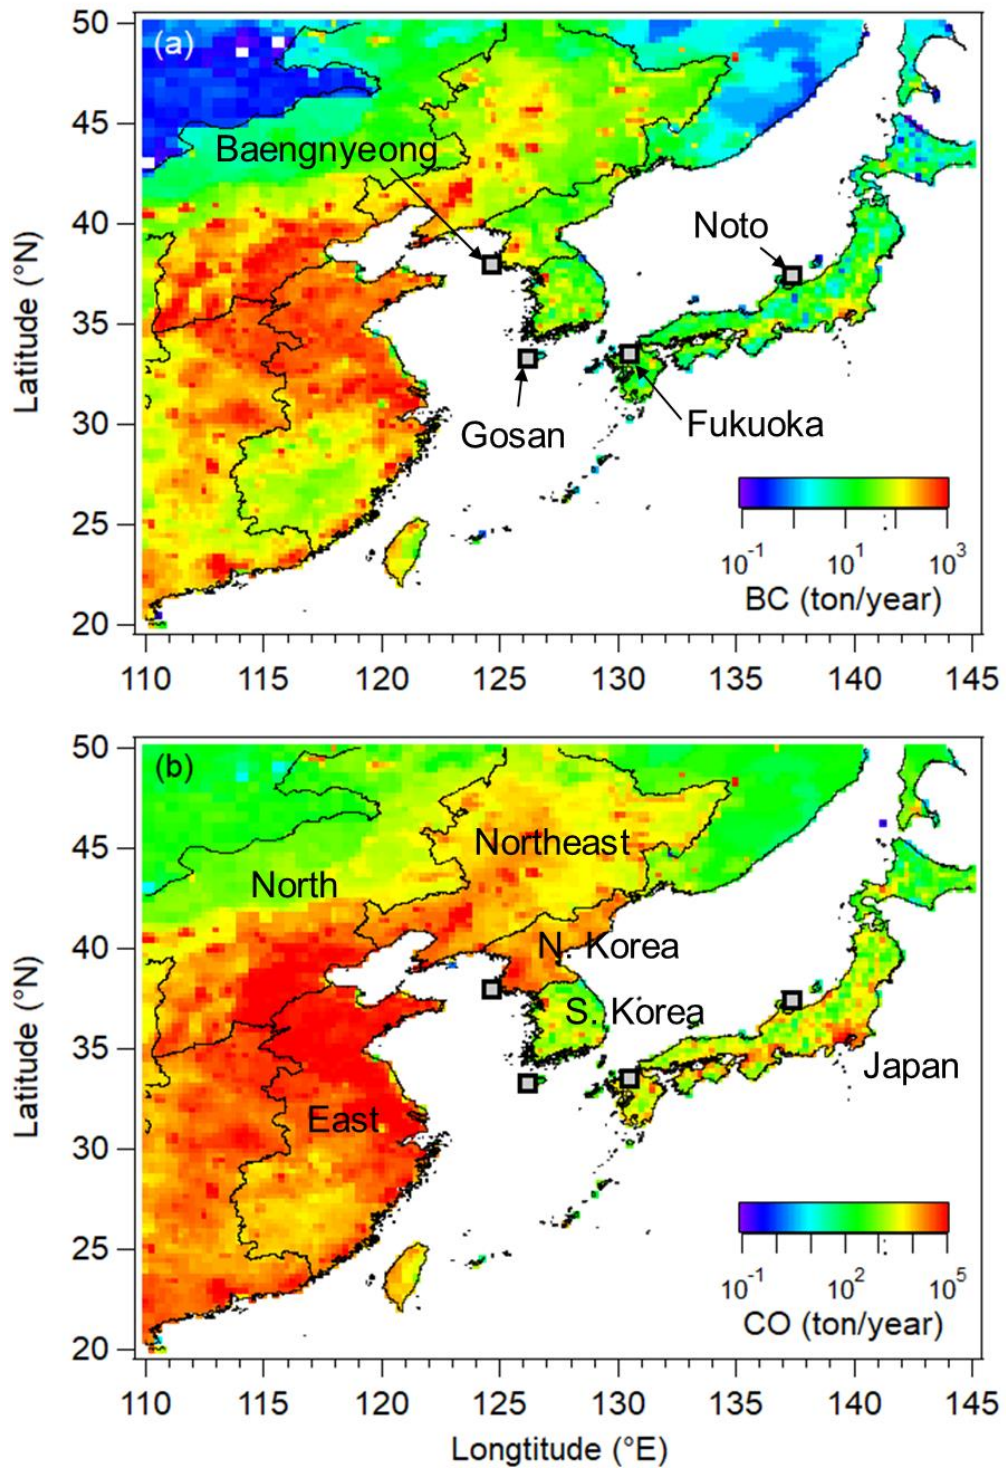 (a)
50
45
40
35
30
25
20
Latitude (°N)
Baengnyeong
Noto
Gosan
Fukuoka
10⁻¹ 10¹ 10³
BC (ton/year)
110 115 120 125 130 135 140 145
(b)
50
45
40
35
30
25
20
Latitude (°N)
Northeast
North
N. Korea
S. Korea
Japan
East
10⁻¹ 10² 10⁵
CO (ton/year)
110 115 120 125 130 135 140 145
Longtitude (°E)